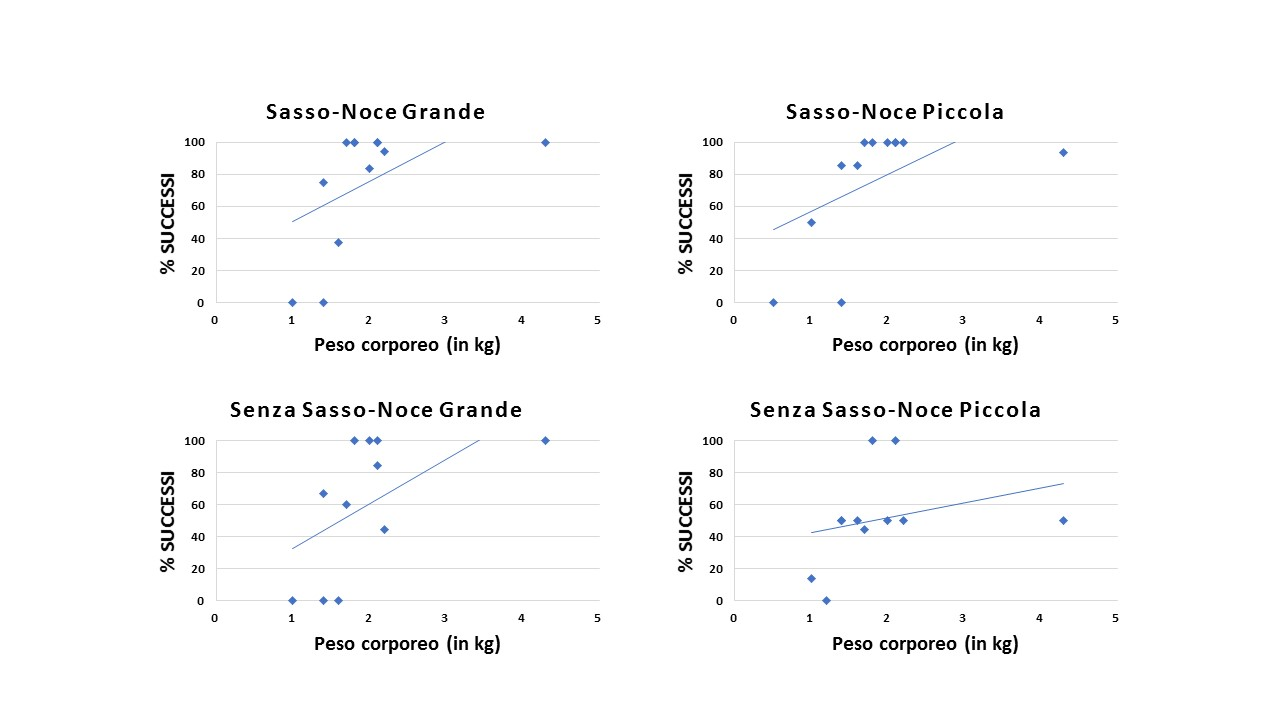 Sasso-Noce Grande
% SUCCESSI
100
80
60
40
20
0
0 1 2 3 4 5
Peso corporeo (in kg)
Sasso-Noce Piccola
% SUCCESSI
100
80
60
40
20
0
0 1 2 3 4 5
Peso corporeo (in kg)
Senza Sasso-Noce Grande
% SUCCESSI
100
80
60
40
20
0
0 1 2 3 4 5
Peso corporeo (in kg)
Senza Sasso-Noce Piccola
% SUCCESSI
100
80
60
40
20
0
0 1 2 3 4 5
Peso corporeo (in kg)